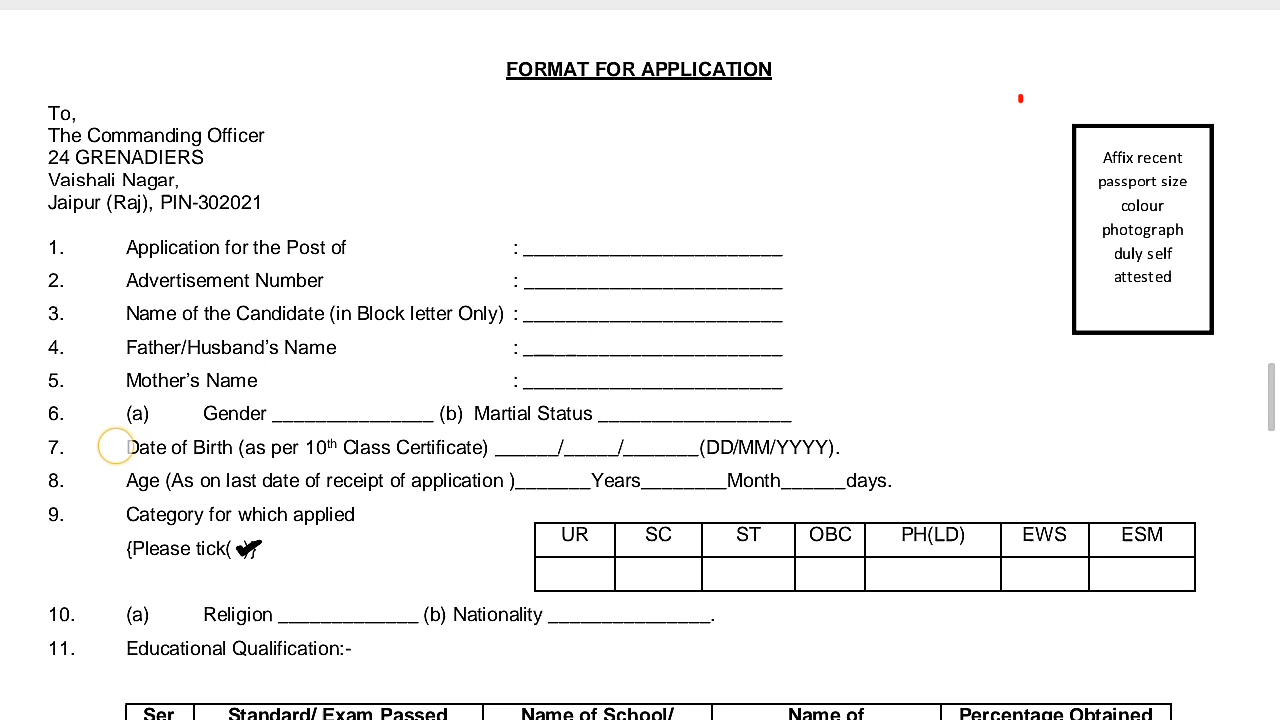 FORMAT FOR APPLICATION
To,
The Commanding Officer
24 GRENADIERS
Vaishali Nagar,
Jaipur (Raj), PIN-302021
Affix recent
passport size
colour
photograph
duly self
attested
1. Application for the Post of : ________________________
2. Advertisement Number : ________________________
3. Name of the Candidate (in Block letter Only) : ________________________
4. Father/Husband’s Name : ________________________
5. Mother’s Name : ________________________
6. (a) Gender _______________ (b) Martial Status __________________
7. Date of Birth (as per 10th Class Certificate) ______/_____/_______(DD/MM/YYYY).
8. Age (As on last date of receipt of application )_______Years________Month______days.
9. Category for which applied
{Please tick( ✔
UR SC ST OBC PH(LD) EWS ESM
10. (a) Religion _____________ (b) Nationality _______________.
11. Educational Qualification:-
Ser Standard/ Exam Passed Name of School/ Name of Percentage Obtained